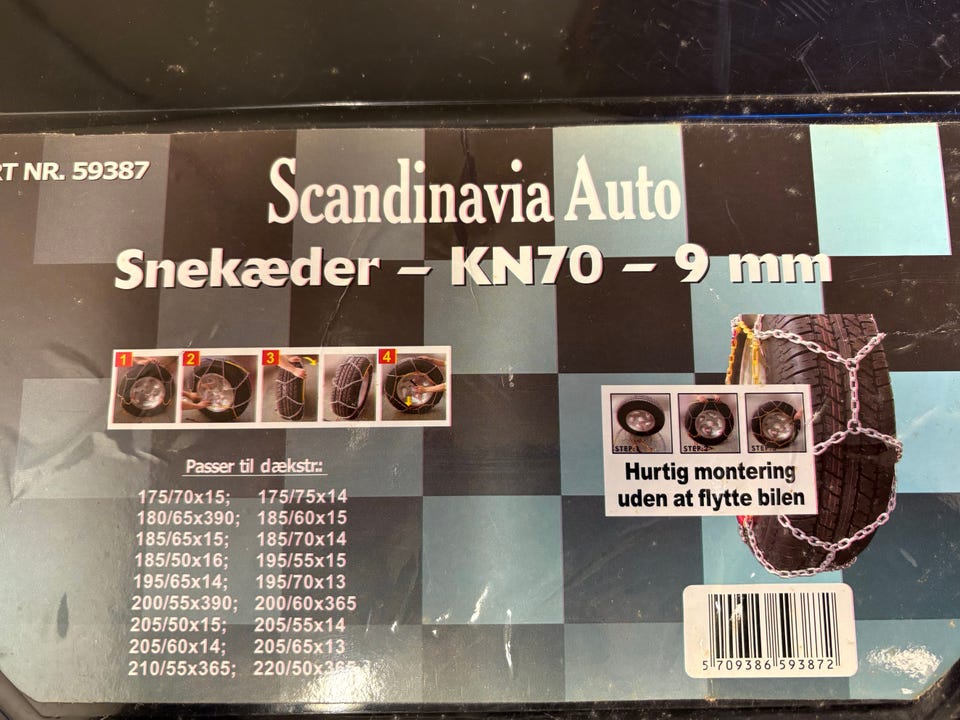 RT NR. 59387
Scandinavia Auto
Snekæder – KN70 – 9 mm
1 2 3 4
Passer til dækstr.:
175/70x15; 175/75x14
180/65x390; 185/60x15
185/65x15; 185/70x14
185/50x16; 195/55x15
195/65x14; 195/70x13
200/55x390; 200/60x365
205/50x15; 205/55x14
205/60x14; 205/65x13
210/55x365; 220/50x365
Hurtig montering
uden at flytte bilen
5 709386 593872